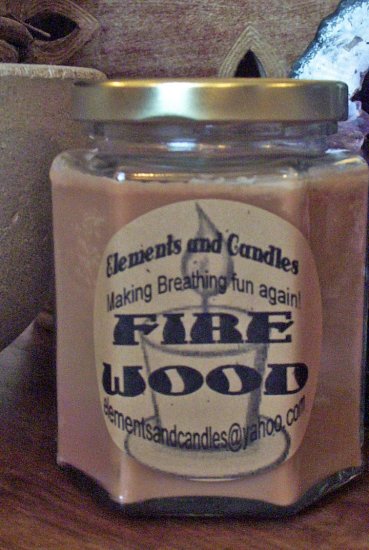 Elements and Candles
Making Breathing fun again!
FIRE
WOOD
elementsandcandles@yahoo.com